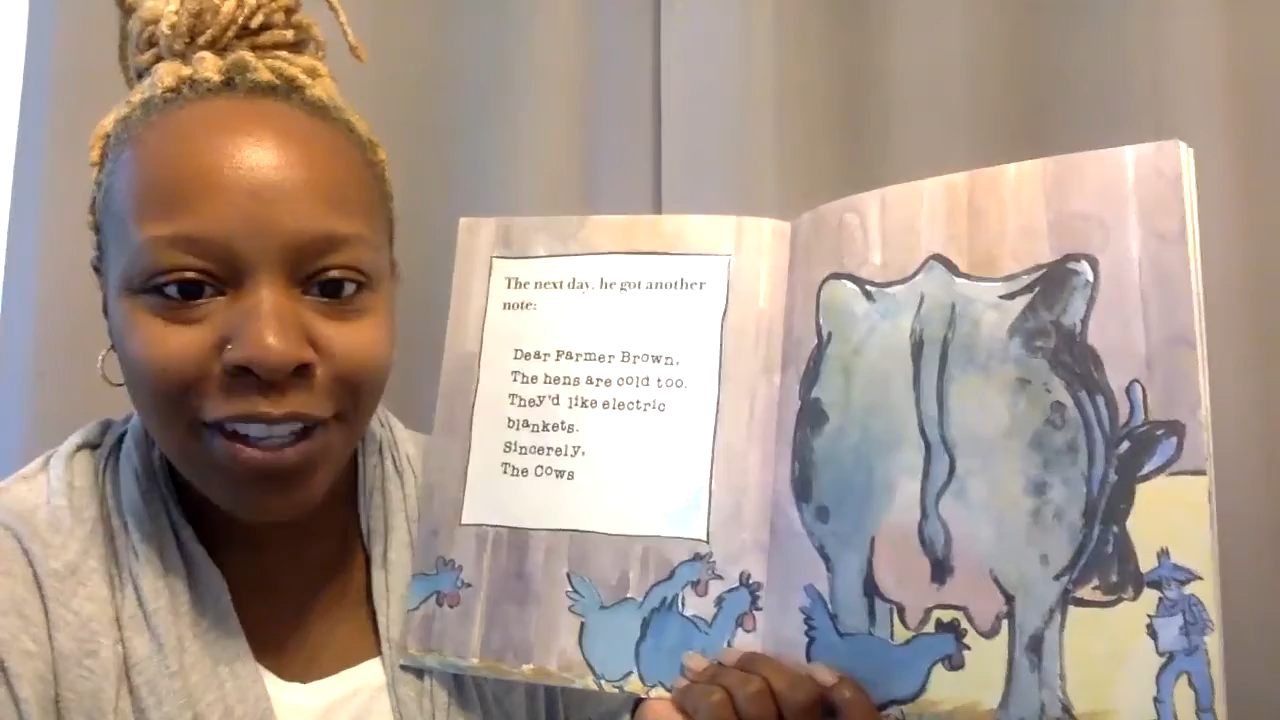 The next day, he got another
note:
Dear Farmer Brown,
The hens are cold too.
They'd like electric
blankets.
Sincerely,
The Cows